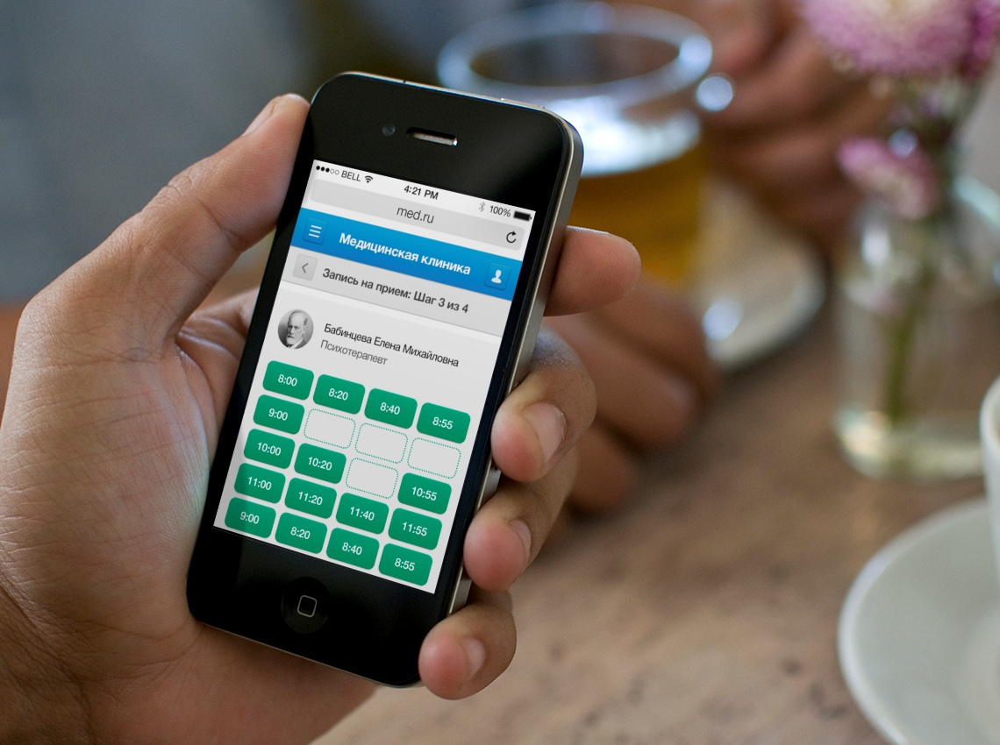 BELL 4:21 PM 100%
med.ru
Медицинская клиника
Запись на прием: Шаг 3 из 4
Бабинцева Елена Михайловна
Психотерапевт
8:00 8:20 8:40 8:55
9:00
10:00 10:20 10:55
11:00 11:20 11:40 11:55
9:00 8:20 8:40 8:55